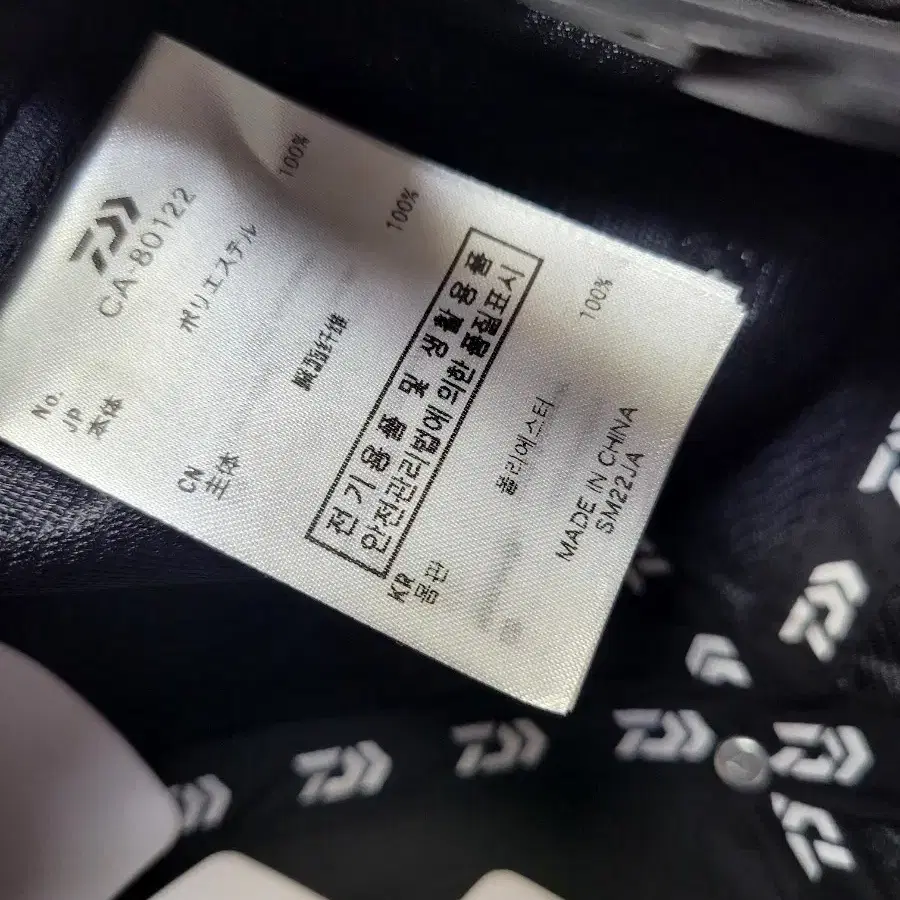 No. CA-80122
JP
本体 ポリエステル 100%
CN
主体 聚酯纤维 100%
전기용품 및 생활용품
안전관리법에 의한 품질표시
KR
몸판 폴리에스터 100%
MADE IN CHINA
SM22JA